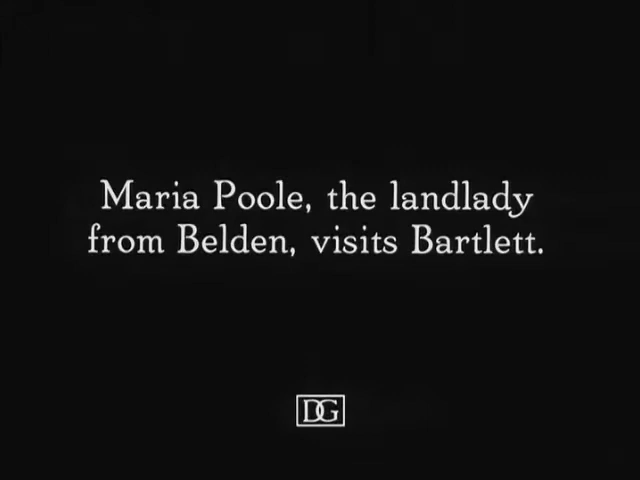 Maria Poole, the landlady
from Belden, visits Bartlett.
DG